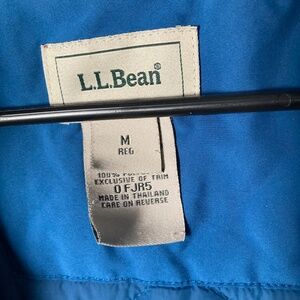 L.L.Bean®
M
REG
100%
EXCLUSIVE OF TRIM
0 FJR5
MADE IN THAILAND
CARE ON REVERSE